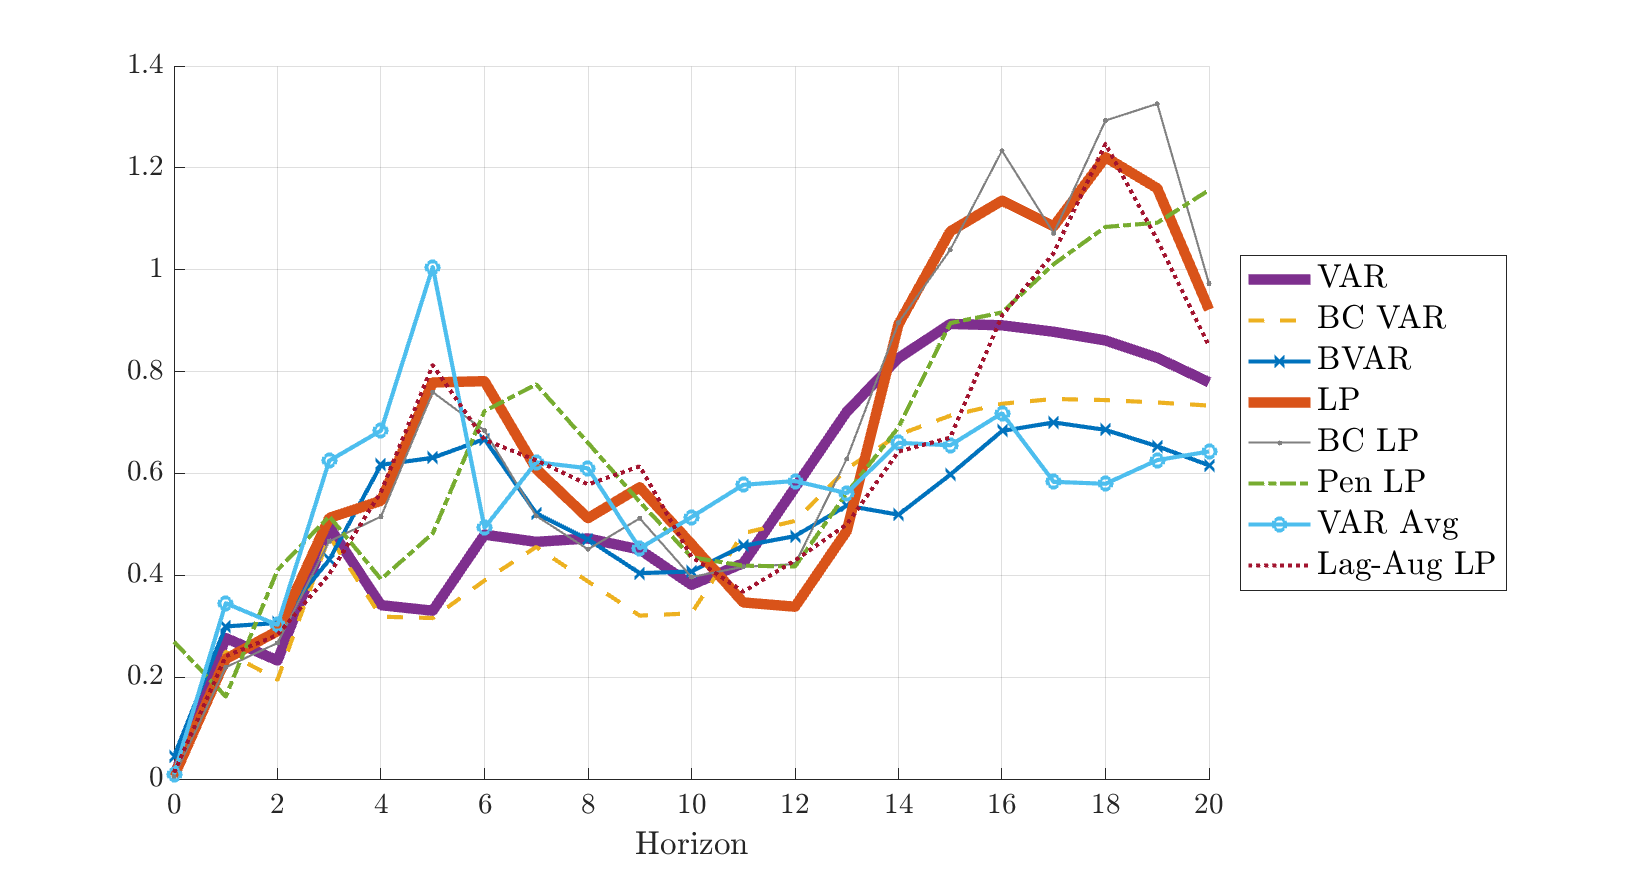 1.4
1.2
1
0.8
0.6
0.4
0.2
0
0 2 4 6 8 10 12 14 16 18 20
Horizon
VAR
BC VAR
BVAR
LP
BC LP
Pen LP
VAR Avg
Lag-Aug LP